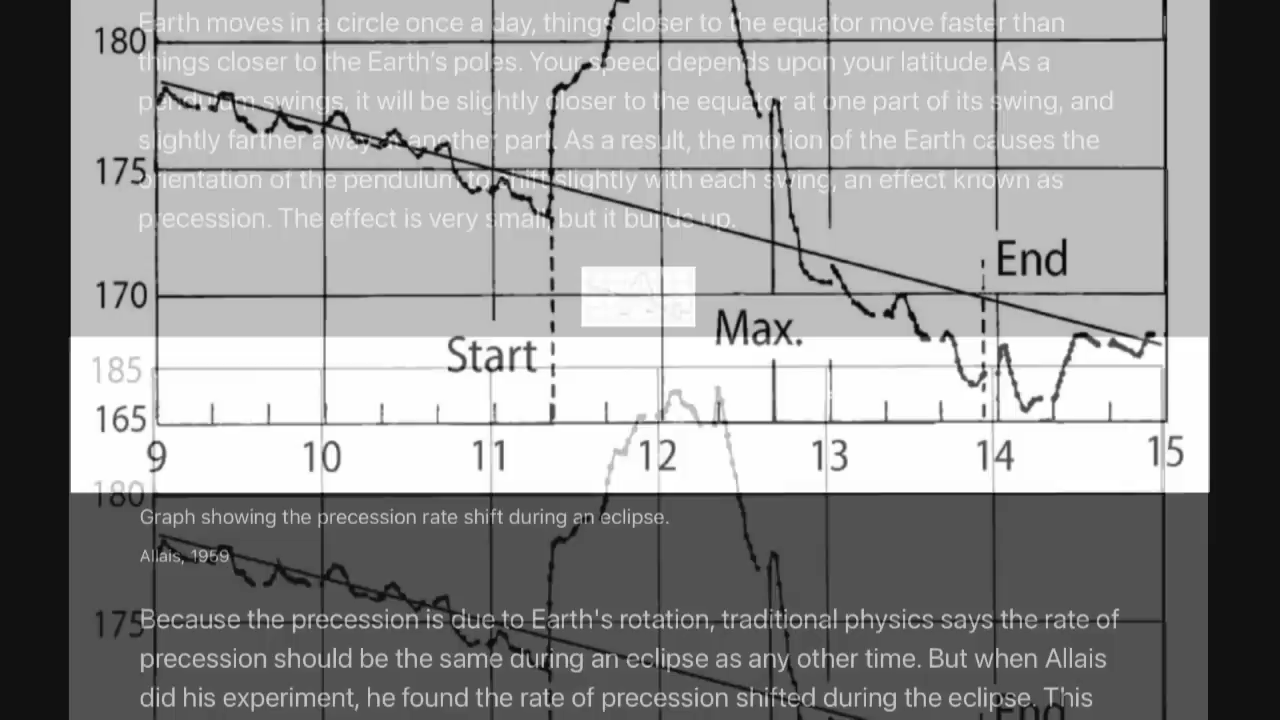 Earth moves in a circle once a day, things closer to the equator move faster than
180
things closer to the Earth's poles. Your speed depends upon your latitude. As a
pendulum swings, it will be slightly closer to the equator at one part of its swing, and
slightly farther away in another part. As a result, the motion of the Earth causes the
175
orientation of the pendulum to shift slightly with each swing, an effect known as
precession. The effect is very small, but it builds up.
End
170
Max.
Start
185
165
9 10 11 12 13 14 15
180
Graph showing the precession rate shift during an eclipse.
Allais, 1959
175
Because the precession is due to Earth's rotation, traditional physics says the rate of
precession should be the same during an eclipse as any other time. But when Allais
did his experiment, he found the rate of precession shifted during the eclipse. This
End